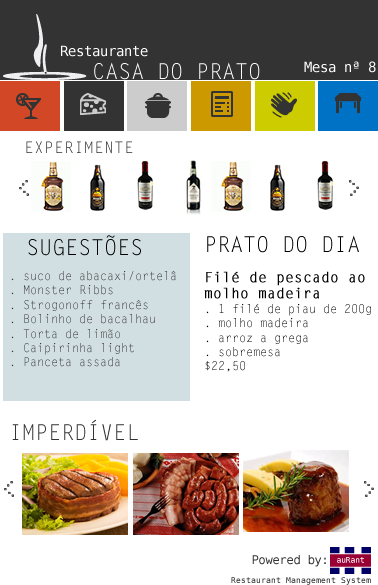 Restaurante
CASA DO PRATO
Mesa nª 8
EXPERIMENTE
SUGESTÕES
. suco de abacaxi/ortelã
. Monster Ribbs
. Strogonoff francês
. Bolinho de bacalhau
. Torta de limão
. Caipirinha light
. Panceta assada
PRATO DO DIA
Filé de pescado ao
molho madeira
. 1 filé de piau de 200g
. molho madeira
. arroz a grega
. sobremesa
$22,50
IMPERDÍVEL
Powered by: auRant
Restaurant Management System